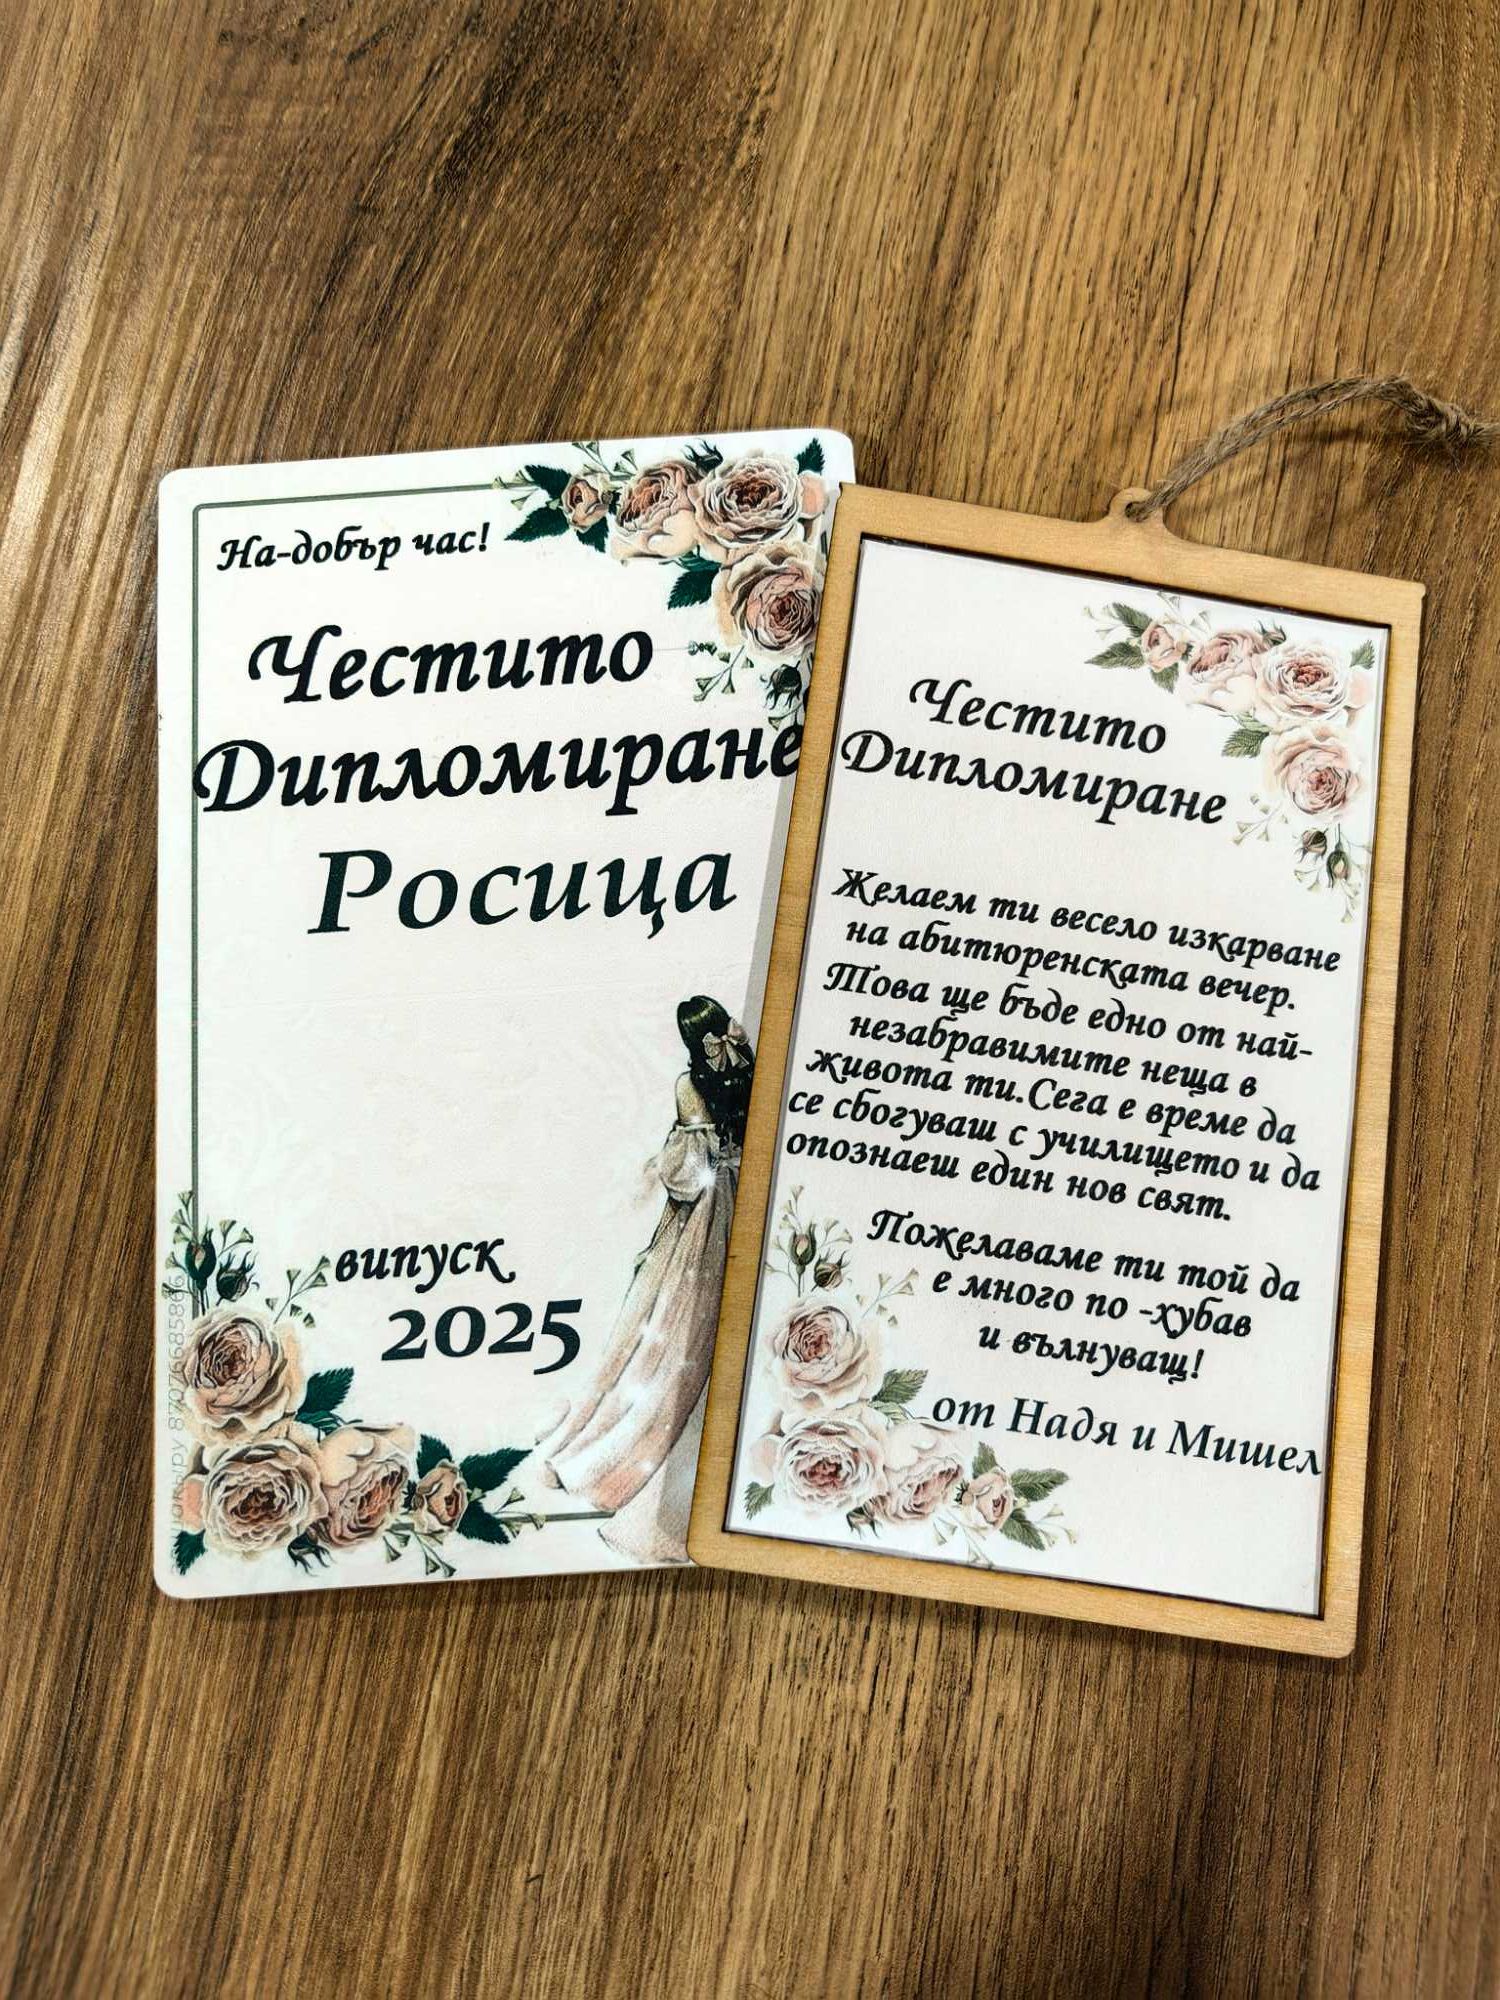 На-добър час!
Честито
Дипломиране
Росица
випуск
2025
Честито
Дипломиране
Желаем ти весело изкарване
на абитюренската вечер.
Това ще бъде едно от най-
незабравимите неща в
живота ти.Сега е време да
се сбогуваш с училището и да
опознаеш един нов свят.
Пожелаваме ти той да
е много по -хубав
и вълнуващ!
от Надя и Мишел